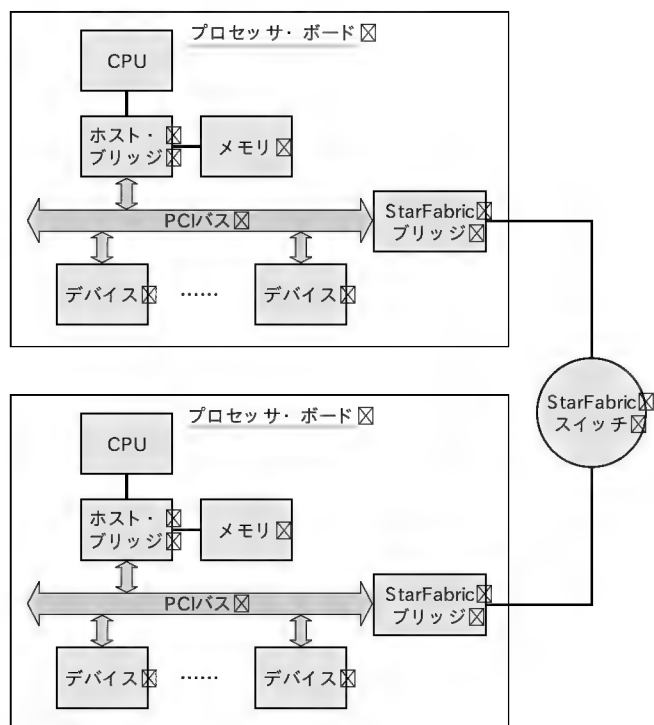 プロセッサ・ボード
CPU
ホスト・
ブリッジ
メモリ
PCIバス
StarFabric
ブリッジ
デバイス
……
デバイス
StarFabric
スイッチ
プロセッサ・ボード
CPU
ホスト・
ブリッジ
メモリ
PCIバス
StarFabric
ブリッジ
デバイス
……
デバイス